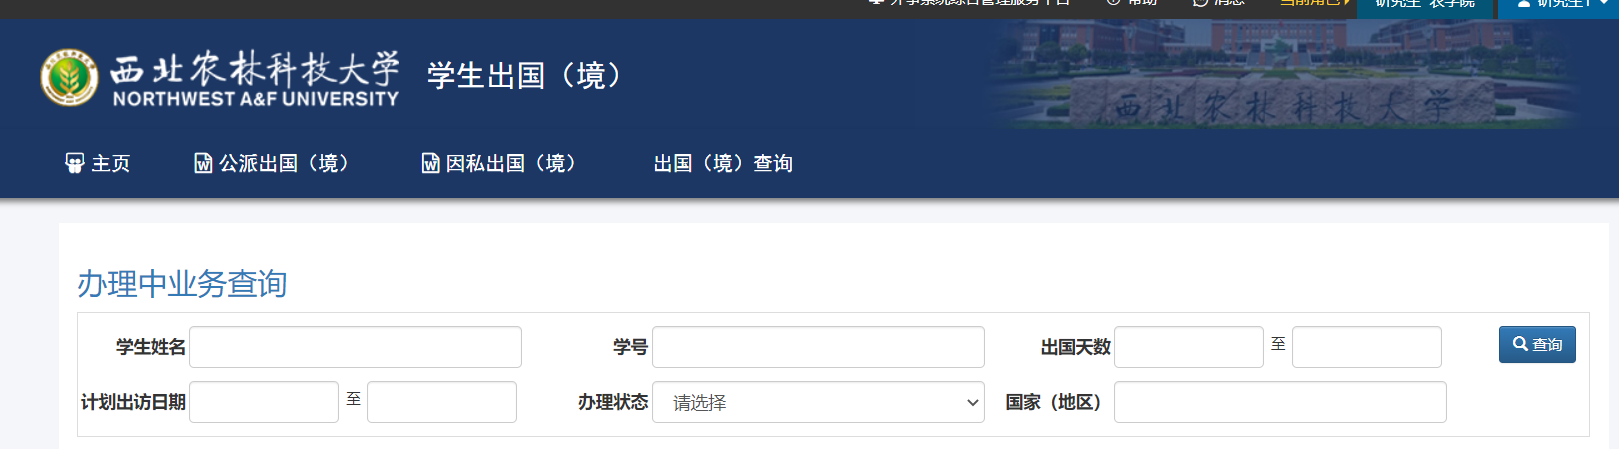 外事系统综合管理服务平台 帮助 消息 当前角色 研究生 农学院 研究生1
西北农林科技大学 学生出国（境）
NORTHWEST A&F UNIVERSITY
西北农林科技大学
主页 公派出国（境） 因私出国（境） 出国（境）查询
办理中业务查询
学生姓名 学号 出国天数 至 查询
计划出访日期 至 办理状态 请选择 国家（地区）